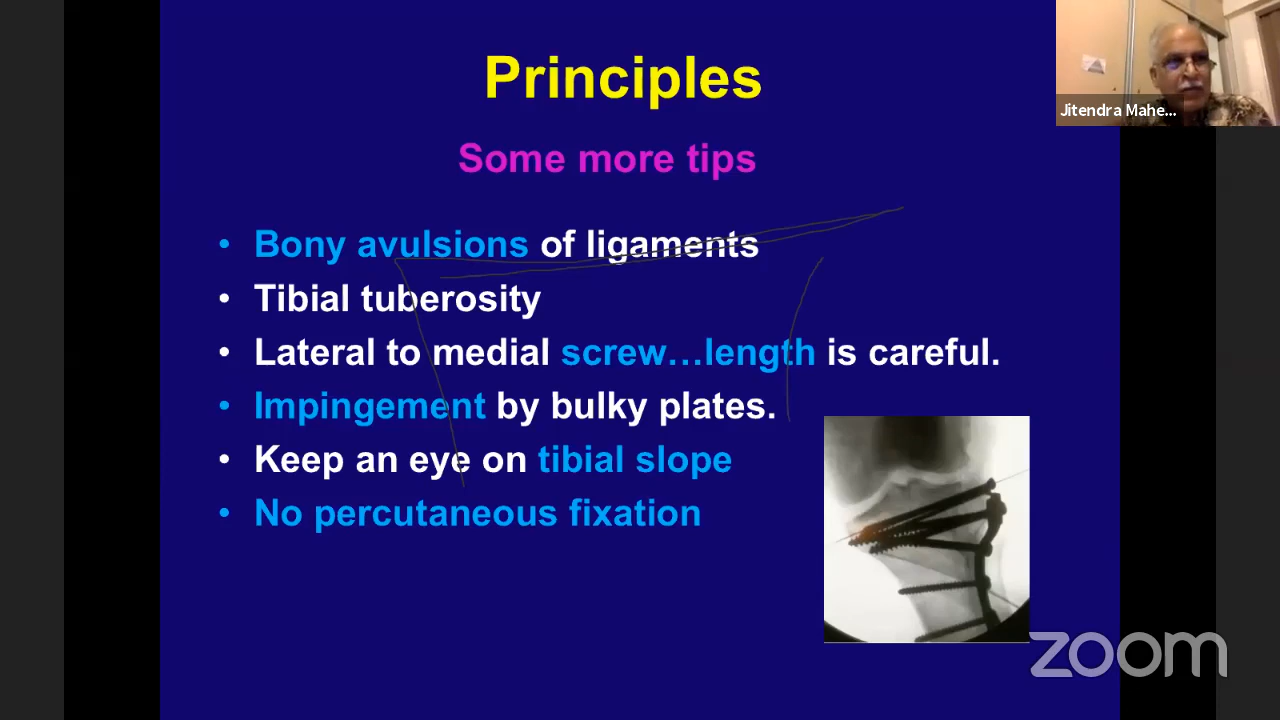 Principles
Jitendra Mahe...
Some more tips
• Bony avulsions of ligaments
• Tibial tuberosity
• Lateral to medial screw…length is careful.
• Impingement by bulky plates.
• Keep an eye on tibial slope
• No percutaneous fixation
zoom